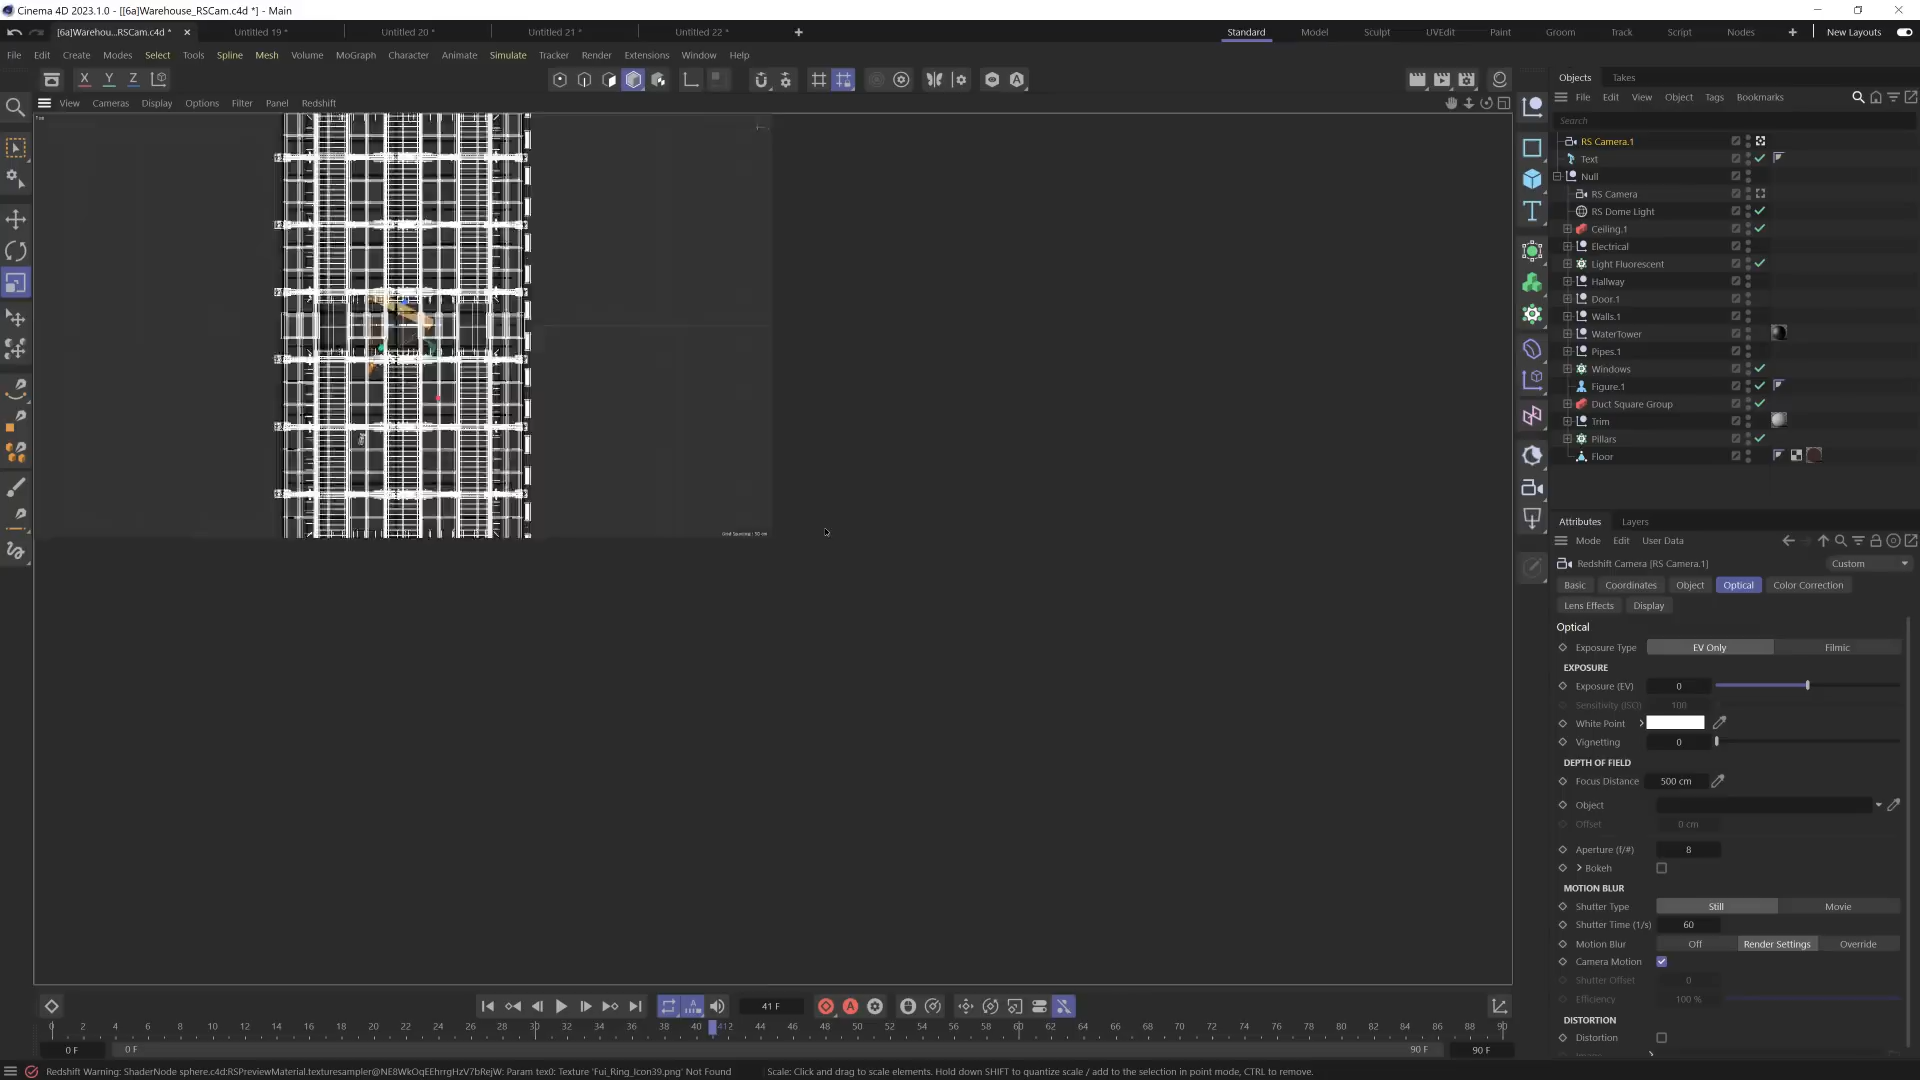 Cinema 4D 2023.1.0 - [[6a]Warehouse_RSCam.c4d *] - Main
[6a]Warehou...RSCam.c4d * Untitled 19 * Untitled 20 * Untitled 21 * Untitled 22 * Standard Model Sculpt UVEdit Paint Groom Track Script Nodes New Layouts
File Edit Create Modes Select Tools Spline Mesh Volume MoGraph Character Animate Simulate Tracker Render Extensions Window Help
X Y Z
Objects Takes
View Cameras Display Options Filter Panel Redshift
File Edit View Object Tags Bookmarks
Search
RS Camera.1
Text
Null
RS Camera
RS Dome Light
Ceiling.1
Electrical
Light Fluorescent
Hallway
Door.1
Walls.1
WaterTower
Pipes.1
Windows
Figure.1
Duct Square Group
Trim
Pillars
Floor
Attributes Layers
Mode Edit User Data
Redshift Camera [RS Camera.1] Custom
Basic Coordinates Object Optical Color Correction
Lens Effects Display
Optical
Exposure Type EV Only Filmic
EXPOSURE
Exposure (EV) 0
Sensitivity (ISO) 100
White Point
Vignetting 0
DEPTH OF FIELD
Focus Distance 500 cm
Object
Offset 0 cm
Aperture (f/#) 8
Bokeh
MOTION BLUR
Shutter Type Still Movie
Shutter Time (1/s) 60
Motion Blur Off Render Settings Override
Camera Motion
Shutter Offset 0
Efficiency 100 %
DISTORTION
Distortion
41 F
0 2 4 6 8 10 12 14 16 18 20 22 24 26 28 30 32 34 36 38 40 412 44 46 48 50 52 54 56 58 60 62 64 66 68 70 72 74 76 78 80 82 84 86 88 90
0 F 0 F 90 F 90 F
Redshift Warning: ShaderNode sphere.c4d:RSPreviewMaterial.texturesampler@NE8WkOqEEhrrgHzV7bRejW: Param tex0: Texture 'Fui_Ring_Icon39.png' Not Found Scale: Click and drag to scale elements. Hold down SHIFT to quantize scale / add to the selection in point mode, CTRL to remove.